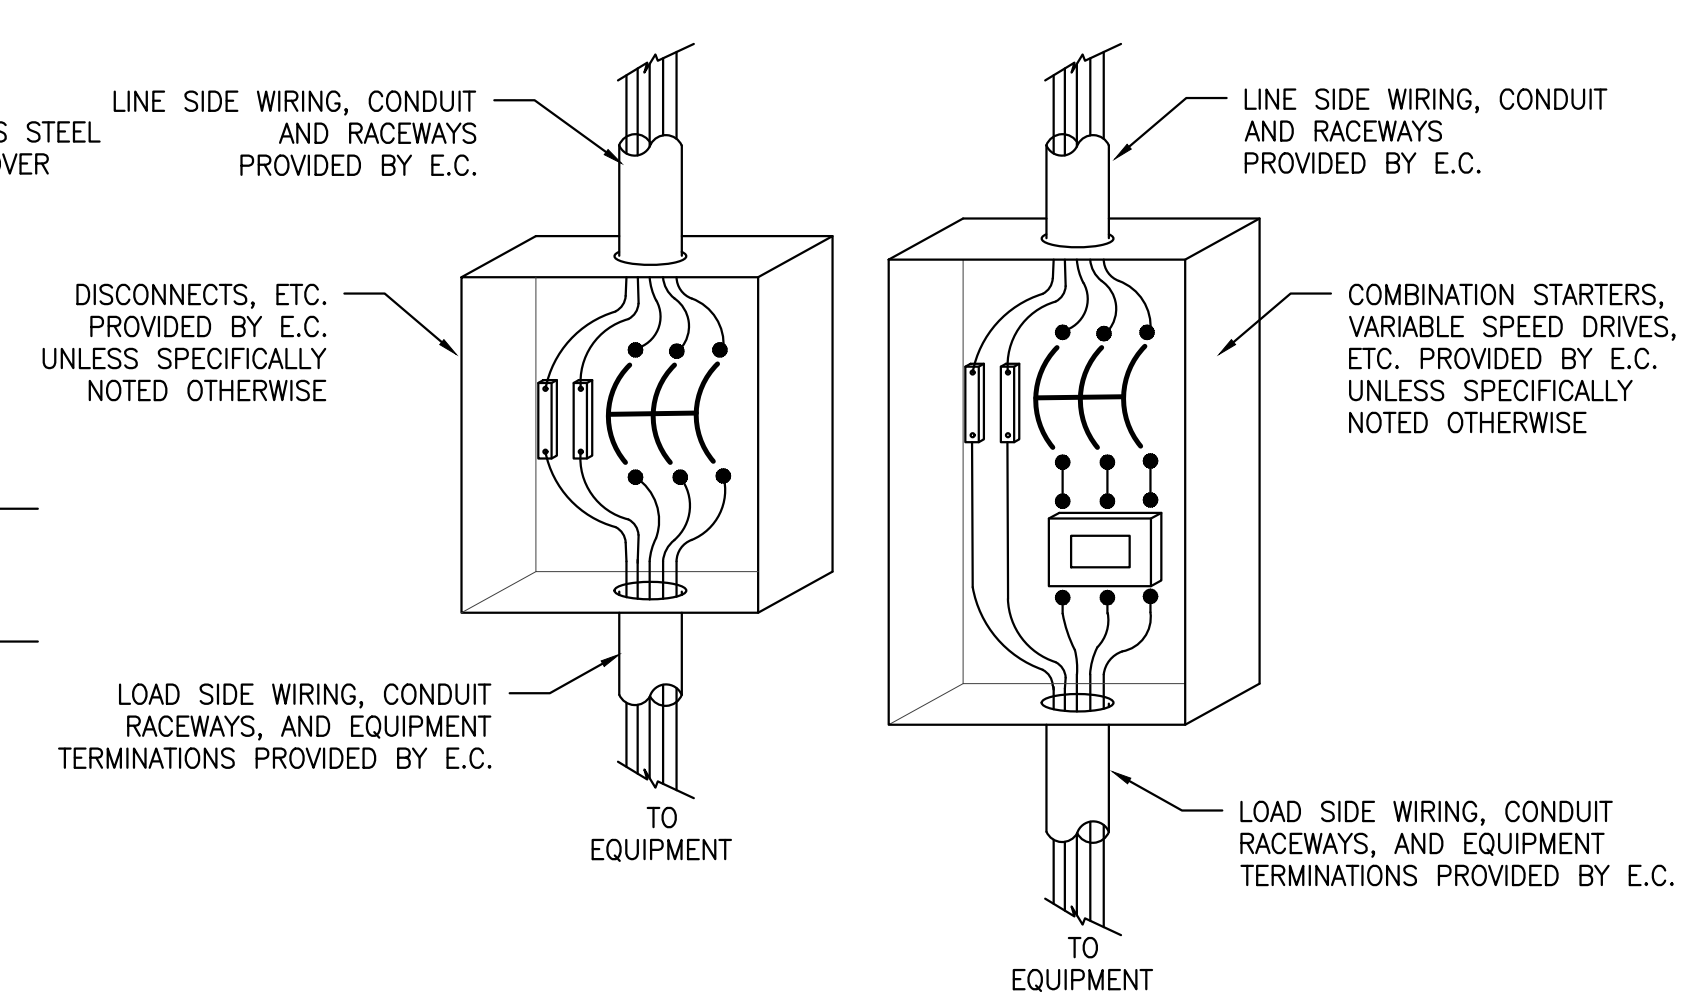 STEEL
LINE SIDE WIRING, CONDUIT
AND RACEWAYS
PROVIDED BY E.C.
DISCONNECTS, ETC.
PROVIDED BY E.C.
UNLESS SPECIFICALLY
NOTED OTHERWISE
LOAD SIDE WIRING, CONDUIT
RACEWAYS, AND EQUIPMENT
TERMINATIONS PROVIDED BY E.C.
TO
EQUIPMENT
LINE SIDE WIRING, CONDUIT
AND RACEWAYS
PROVIDED BY E.C.
COMBINATION STARTERS,
VARIABLE SPEED DRIVES,
ETC. PROVIDED BY E.C.
UNLESS SPECIFICALLY
NOTED OTHERWISE
LOAD SIDE WIRING, CONDUIT
RACEWAYS, AND EQUIPMENT
TERMINATIONS PROVIDED BY E.C.
TO
EQUIPMENT